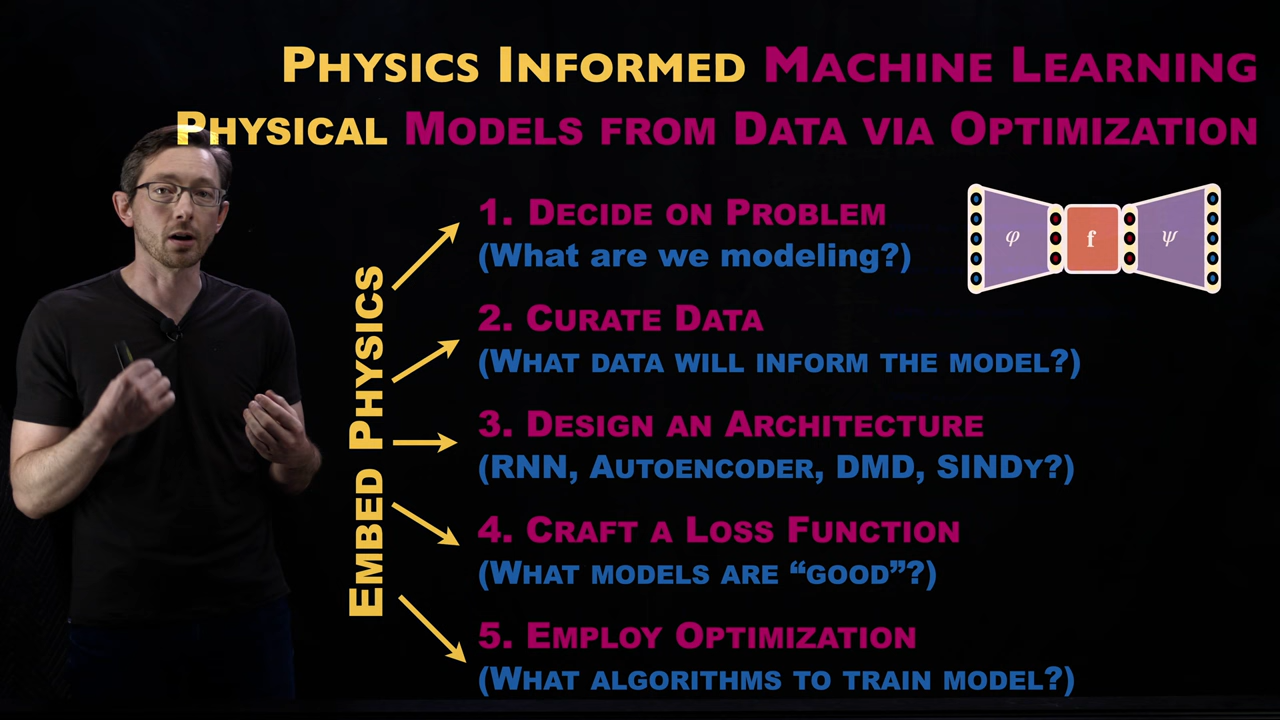 PHYSICS INFORMED MACHINE LEARNING
PHYSICAL MODELS FROM DATA VIA OPTIMIZATION
1. DECIDE ON PROBLEM
(What are we modeling?)
φ f ψ
2. CURATE DATA
(WHAT DATA WILL INFORM THE MODEL?)
EMBED PHYSICS
3. DESIGN AN ARCHITECTURE
(RNN, AUTOENCODER, DMD, SINDY?)
4. CRAFT A LOSS FUNCTION
(WHAT MODELS ARE “GOOD”?)
5. EMPLOY OPTIMIZATION
(WHAT ALGORITHMS TO TRAIN MODEL?)